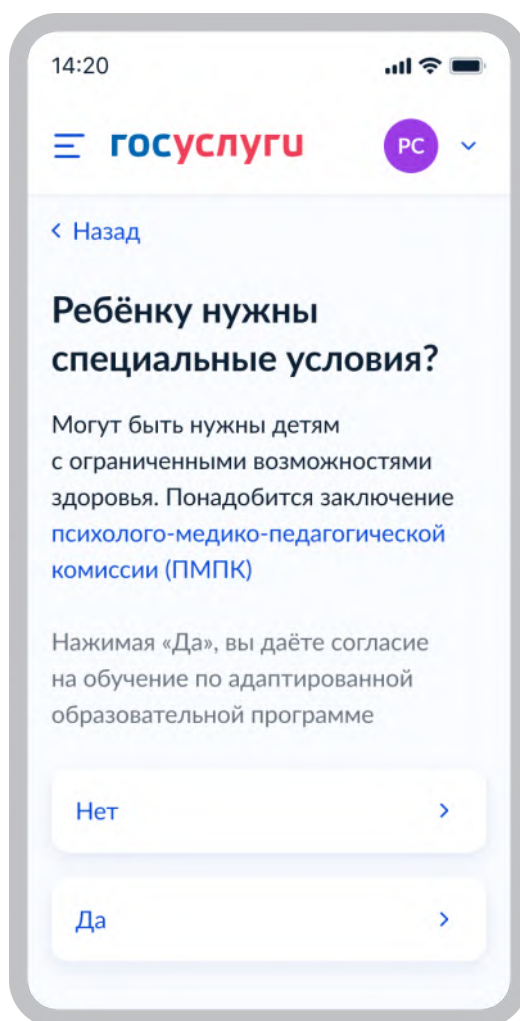 14:20
госуслуги
РС
Назад
Ребёнку нужны
специальные условия?
Могут быть нужны детям
с ограниченными возможностями
здоровья. Понадобится заключение
психолого-медико-педагогической
комиссии (ПМПК)
Нажимая «Да», вы даёте согласие
на обучение по адаптированной
образовательной программе
Нет
Да